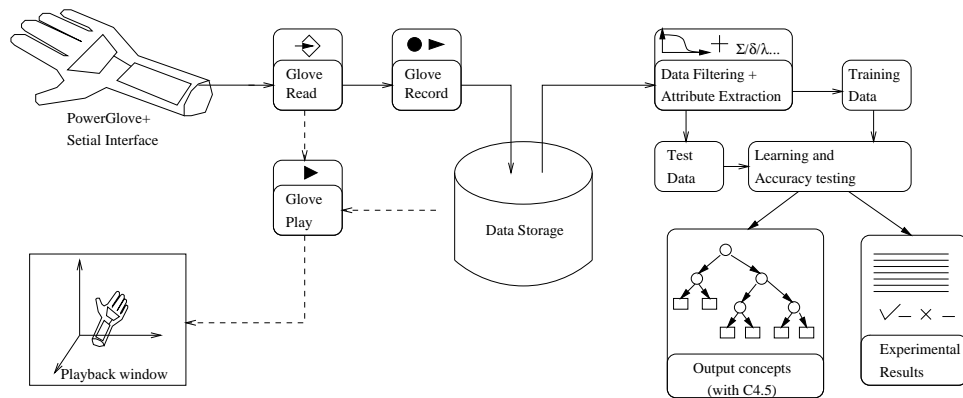 PowerGlove+
Setial Interface
Glove
Read
Glove
Record
Σ/δ/λ...
Data Filtering +
Attribute Extraction
Training
Data
Test
Data
Learning and
Accuracy testing
Glove
Play
Data Storage
Playback window
Output concepts
(with C4.5)
Experimental
Results